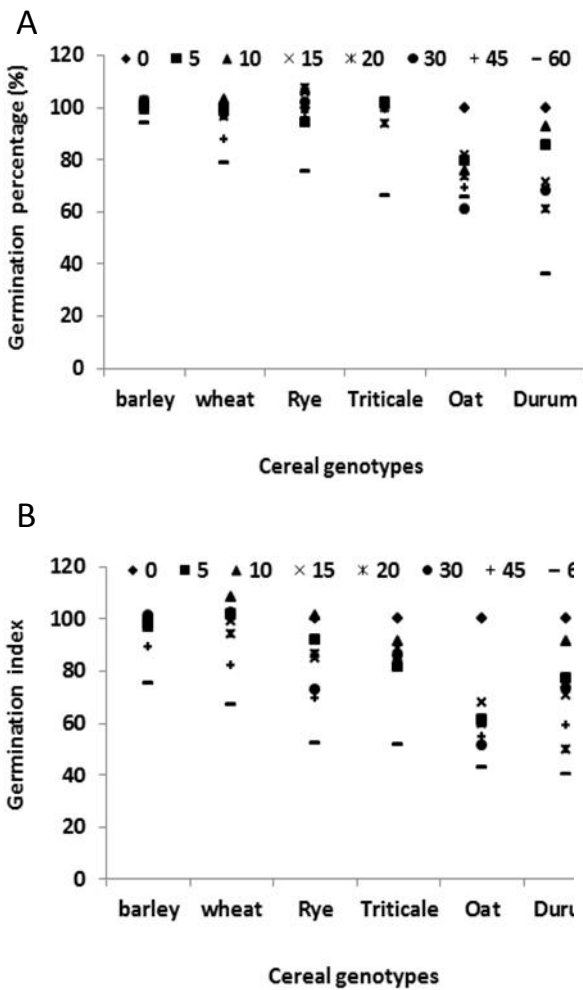 A
Germination percentage (%)
120
100
80
60
40
20
0
0 5 10 15 20 30 45 60
barley wheat Rye Triticale Oat Durum
Cereal genotypes
B
Germination index
120
100
80
60
40
20
0
0 5 10 15 20 30 45 6
barley wheat Rye Triticale Oat Duru
Cereal genotypes